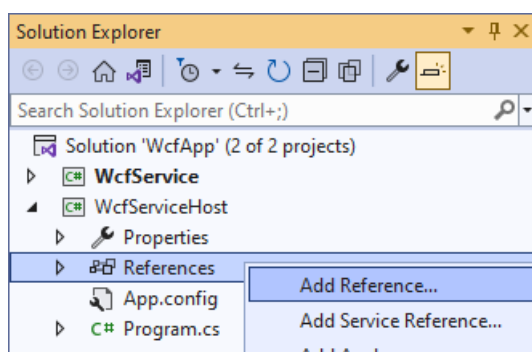 Solution Explorer
Search Solution Explorer (Ctrl+;)
Solution 'WcfApp' (2 of 2 projects)
C# WcfService
C# WcfServiceHost
Properties
References
Add Reference...
App.config
Add Service Reference...
C# Program.cs